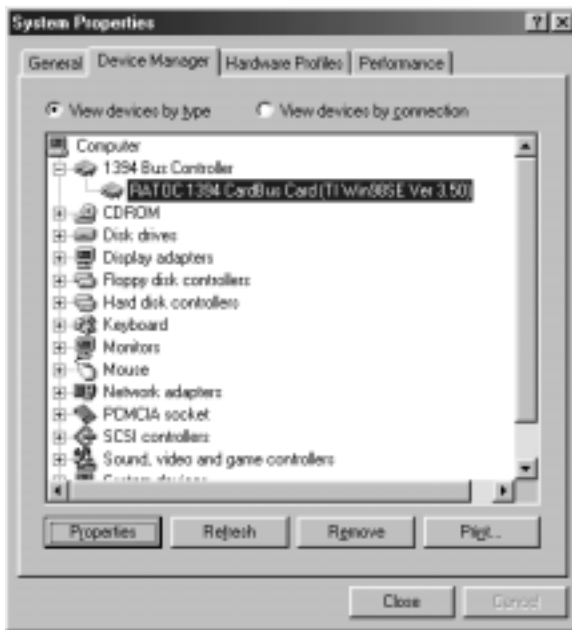 System Properties
General Device Manager Hardware Profiles Performance
View devices by type View devices by connection
Computer
1394 Bus Controller
RATOC 1394 CardBus Card (TI Win98SE Ver 3.50)
CDROM
Disk drives
Display adapters
Floppy disk controllers
Hard disk controllers
Keyboard
Monitors
Mouse
Network adapters
PCMCIA socket
SCSI controllers
Sound, video and game controllers
System devices
Properties Refresh Remove Print...
Close Cancel